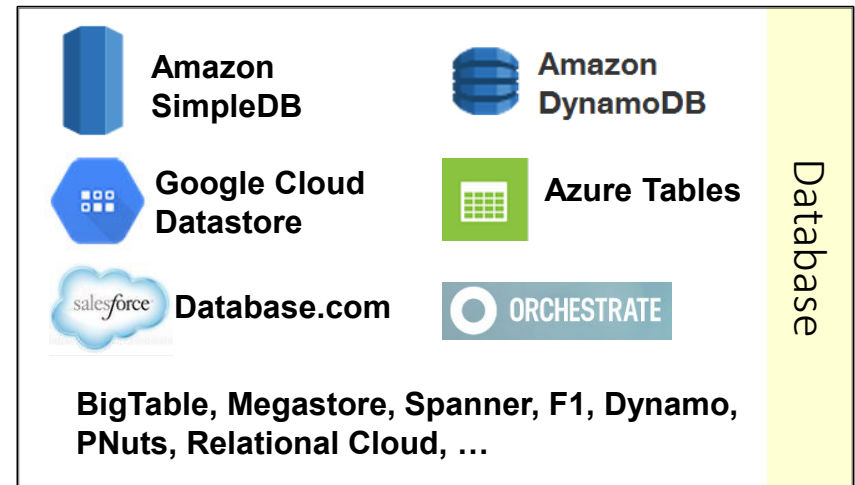 Amazon
SimpleDB
Amazon
DynamoDB
Google Cloud
Datastore
Azure Tables
salesforce
Database.com
ORCHESTRATE
BigTable, Megastore, Spanner, F1, Dynamo,
PNuts, Relational Cloud, …
Database